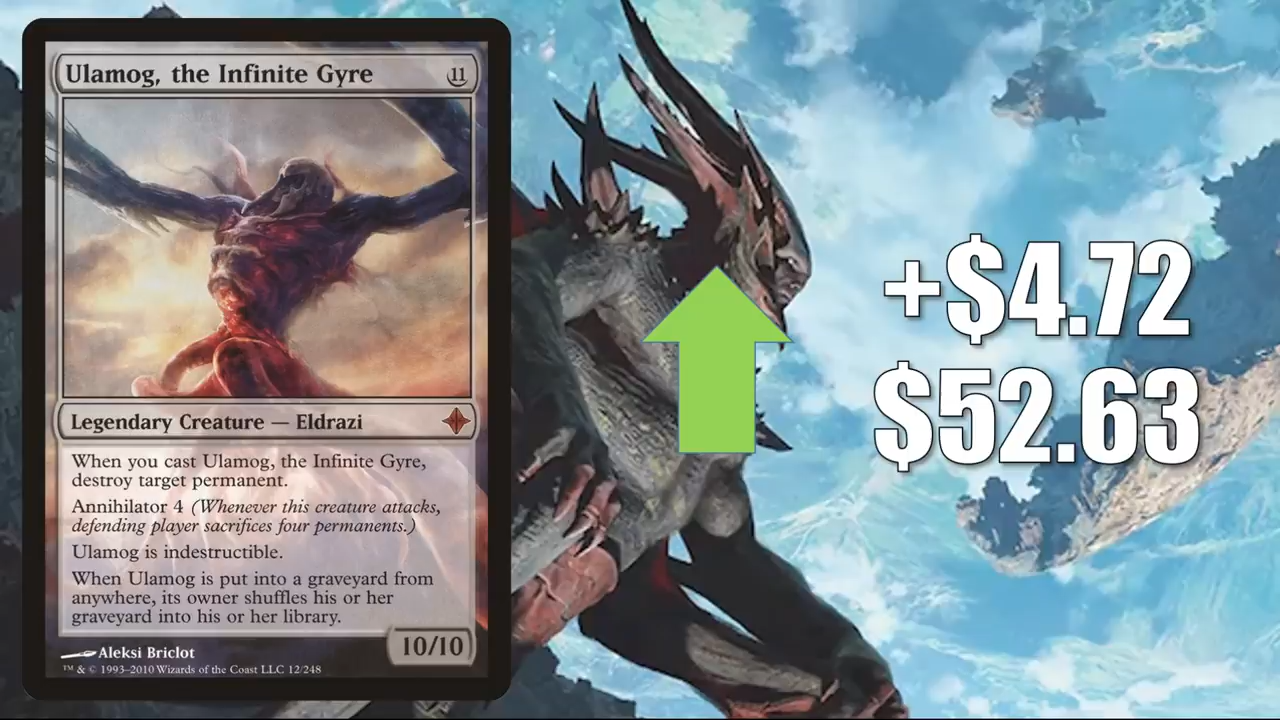 Ulamog, the Infinite Gyre 11
Legendary Creature — Eldrazi
When you cast Ulamog, the Infinite Gyre,
destroy target permanent.
Annihilator 4 (Whenever this creature attacks,
defending player sacrifices four permanents.)
Ulamog is indestructible.
When Ulamog is put into a graveyard from
anywhere, its owner shuffles his or her
graveyard into his or her library.
10/10
Aleksi Briclot
™ & © 1993–2010 Wizards of the Coast LLC 12/248
+$4.72
$52.63